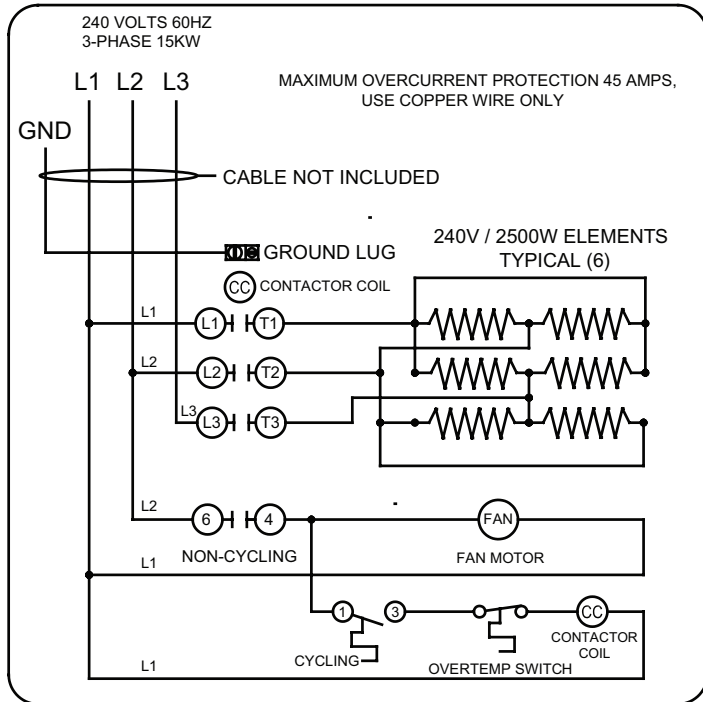 240 VOLTS 60HZ
3-PHASE 15KW
L1 L2 L3
MAXIMUM OVERCURRENT PROTECTION 45 AMPS,
USE COPPER WIRE ONLY
GND
CABLE NOT INCLUDED
GROUND LUG
240V / 2500W ELEMENTS
TYPICAL (6)
CC CONTACTOR COIL
L1 L1 T1
L2 L2 T2
L3 L3 T3
L2 6 4 FAN
NON-CYCLING
FAN MOTOR
L1
1 3 CC
CYCLING
OVERTEMP SWITCH
CONTACTOR
COIL
L1